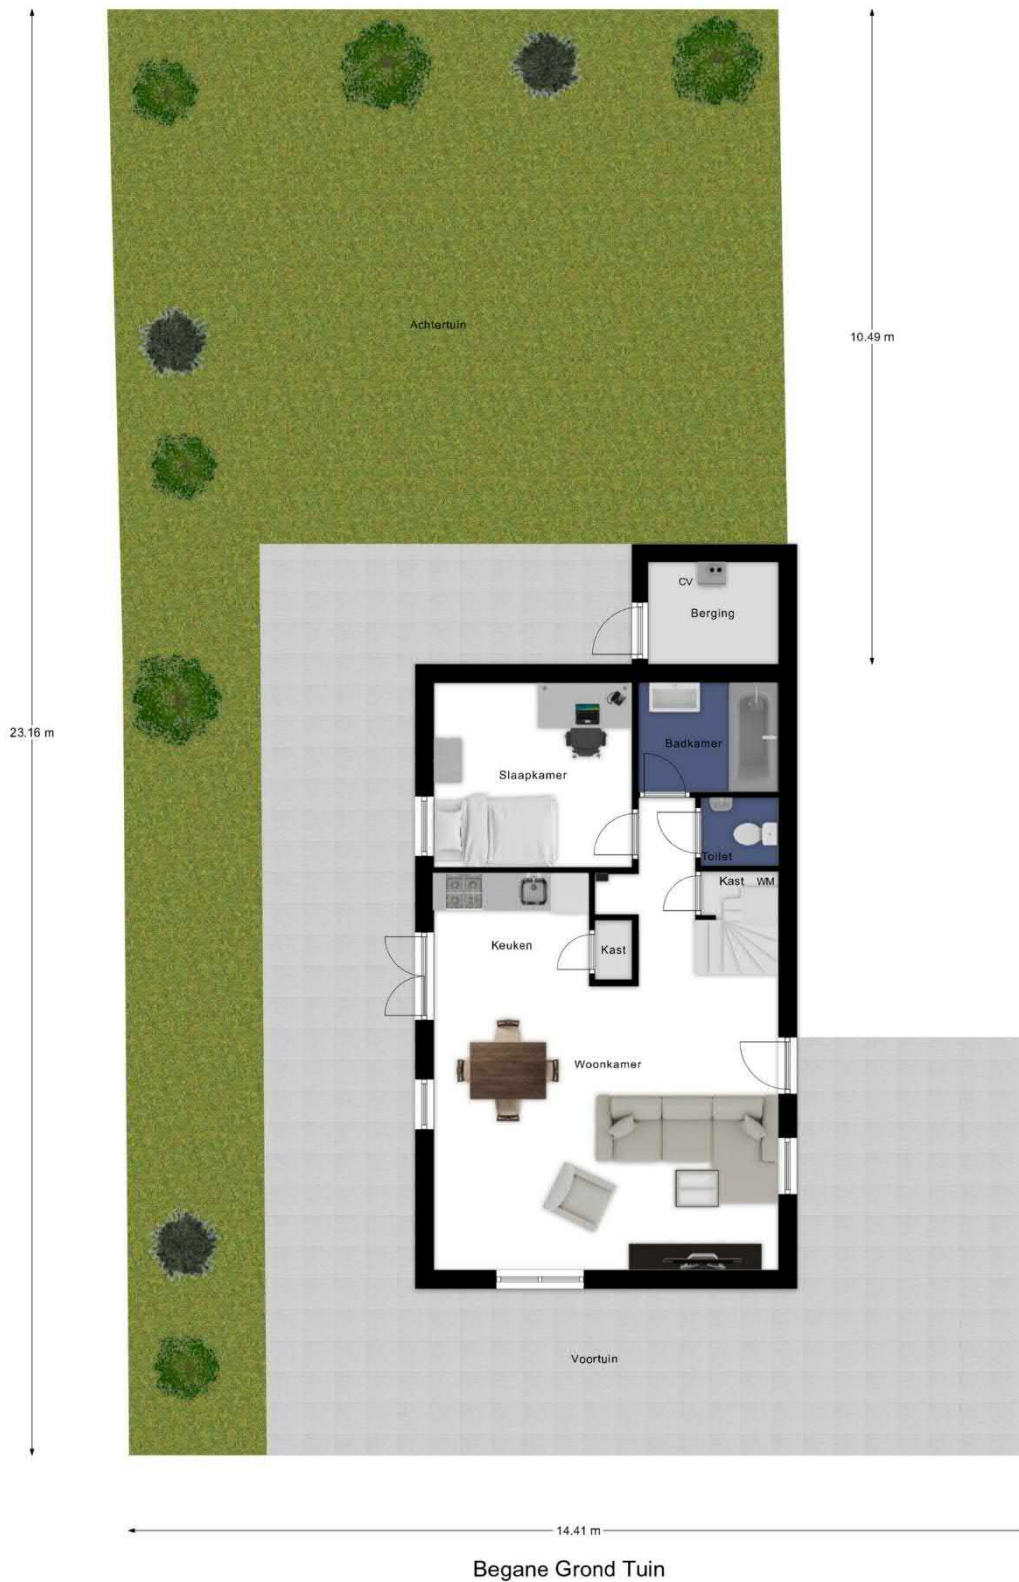 Achtertuin
10.49 m
CV
Berging
23.16 m
Badkamer
Slaapkamer
Toilet
Kast WM
Keuken
Kast
Woonkamer
Voortuin
14.41 m
Begane Grond Tuin